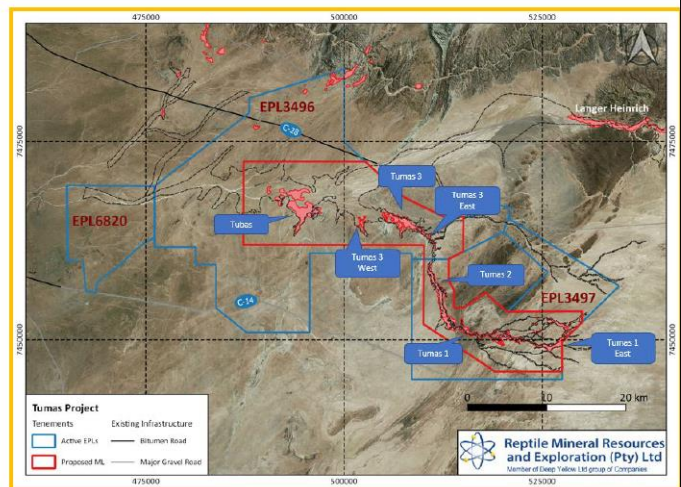 475000
500000
525000
EPL3496
Langer Heinrich
C-28
7475000
7475000
Tumas 3
Tumas 3
East
EPL6820
Tubas
Tumas 3
West
Tumas 2
EPL3497
C-14
7450000
7450000
Tumas 1
Tumas 1
East
Tumas Project
Tenements
Existing Infrastructure
Active EPLs
Bitumen Road
Proposed ML
Major Gravel Road
0
10
20 km
Reptile Mineral Resources
and Exploration (Pty) Ltd
Member of Deep Yellow Ltd group of Companies
475000
500000
525000